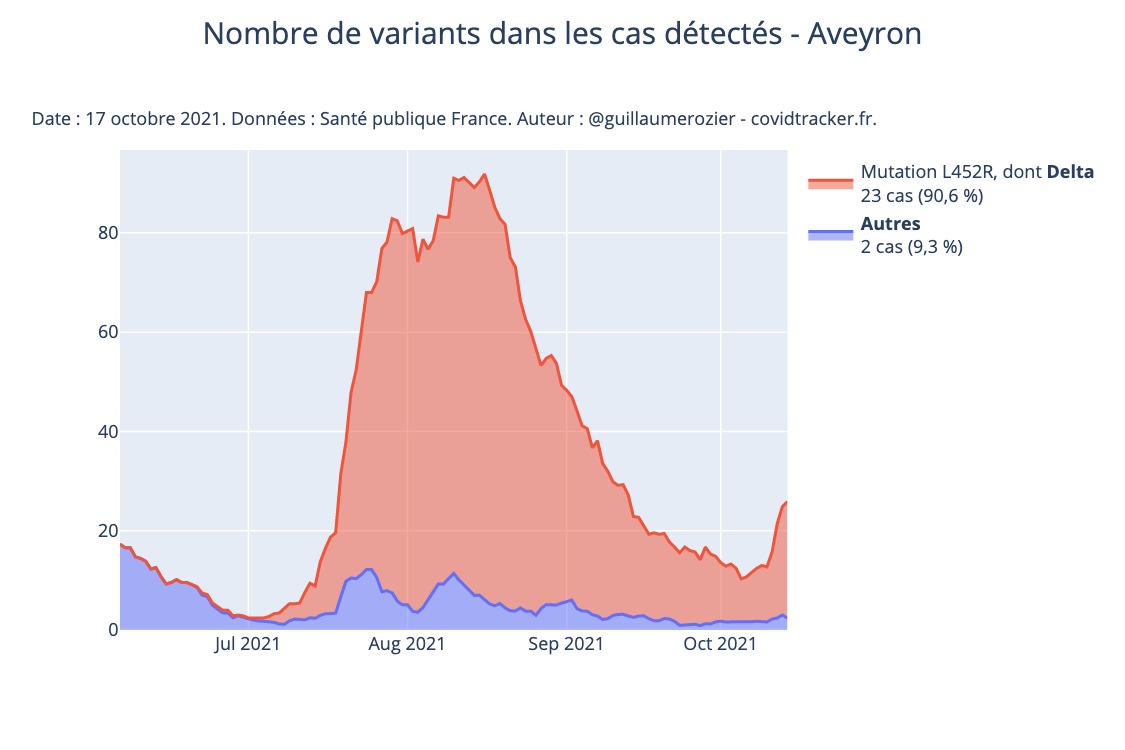 Nombre de variants dans les cas détectés - Aveyron
Date : 17 octobre 2021. Données : Santé publique France. Auteur : @guillaumerozier - covidtracker.fr.
Mutation L452R, dont Delta
23 cas (90,6 %)
Autres
2 cas (9,3 %)
80
60
40
20
0
Jul 2021
Aug 2021
Sep 2021
Oct 2021